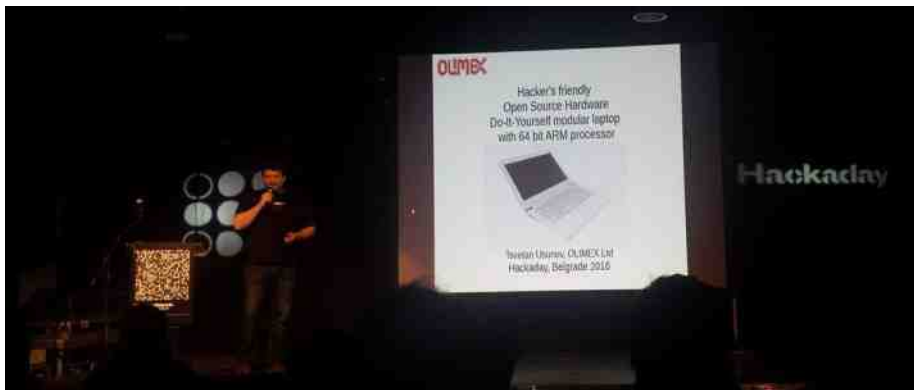 OLIMEX
Hacker's friendly
Open Source Hardware
Do-It-Yourself modular laptop
with 64 bit ARM processor
Tsvetan Usunov, OLIMEX Ltd
Hackaday, Belgrade 2016
Hackaday